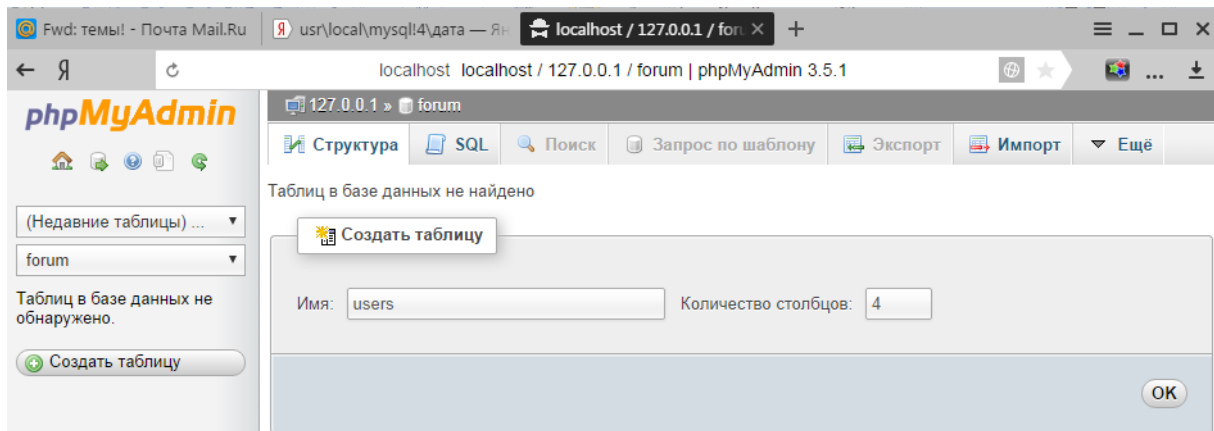 Fwd: темы! - Почта Mail.Ru
Я usr\local\mysql!4\дата — Ян
localhost / 127.0.0.1 / for
Я
localhost localhost / 127.0.0.1 / forum | phpMyAdmin 3.5.1
phpMyAdmin
127.0.0.1 » forum
Структура SQL Поиск Запрос по шаблону Экспорт Импорт Ещё
Таблиц в базе данных не найдено
(Недавние таблицы) ...
forum
Таблиц в базе данных не
обнаружено.
Создать таблицу
Создать таблицу
Имя: users Количество столбцов: 4
OK